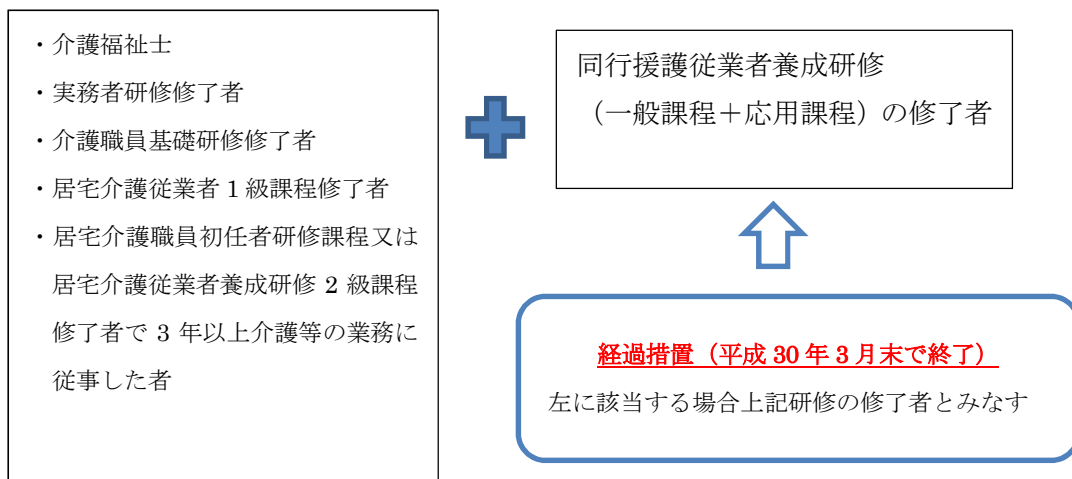 ・介護福祉士
・実務者研修修了者
・介護職員基礎研修修了者
・居宅介護従業者 1 級課程修了者
・居宅介護職員初任者研修課程又は
居宅介護従業者養成研修 2 級課程
修了者で 3 年以上介護等の業務に
従事した者
同行援護従業者養成研修
（一般課程＋応用課程）の修了者
経過措置（平成 30 年 3 月末で終了）
左に該当する場合上記研修の修了者とみなす